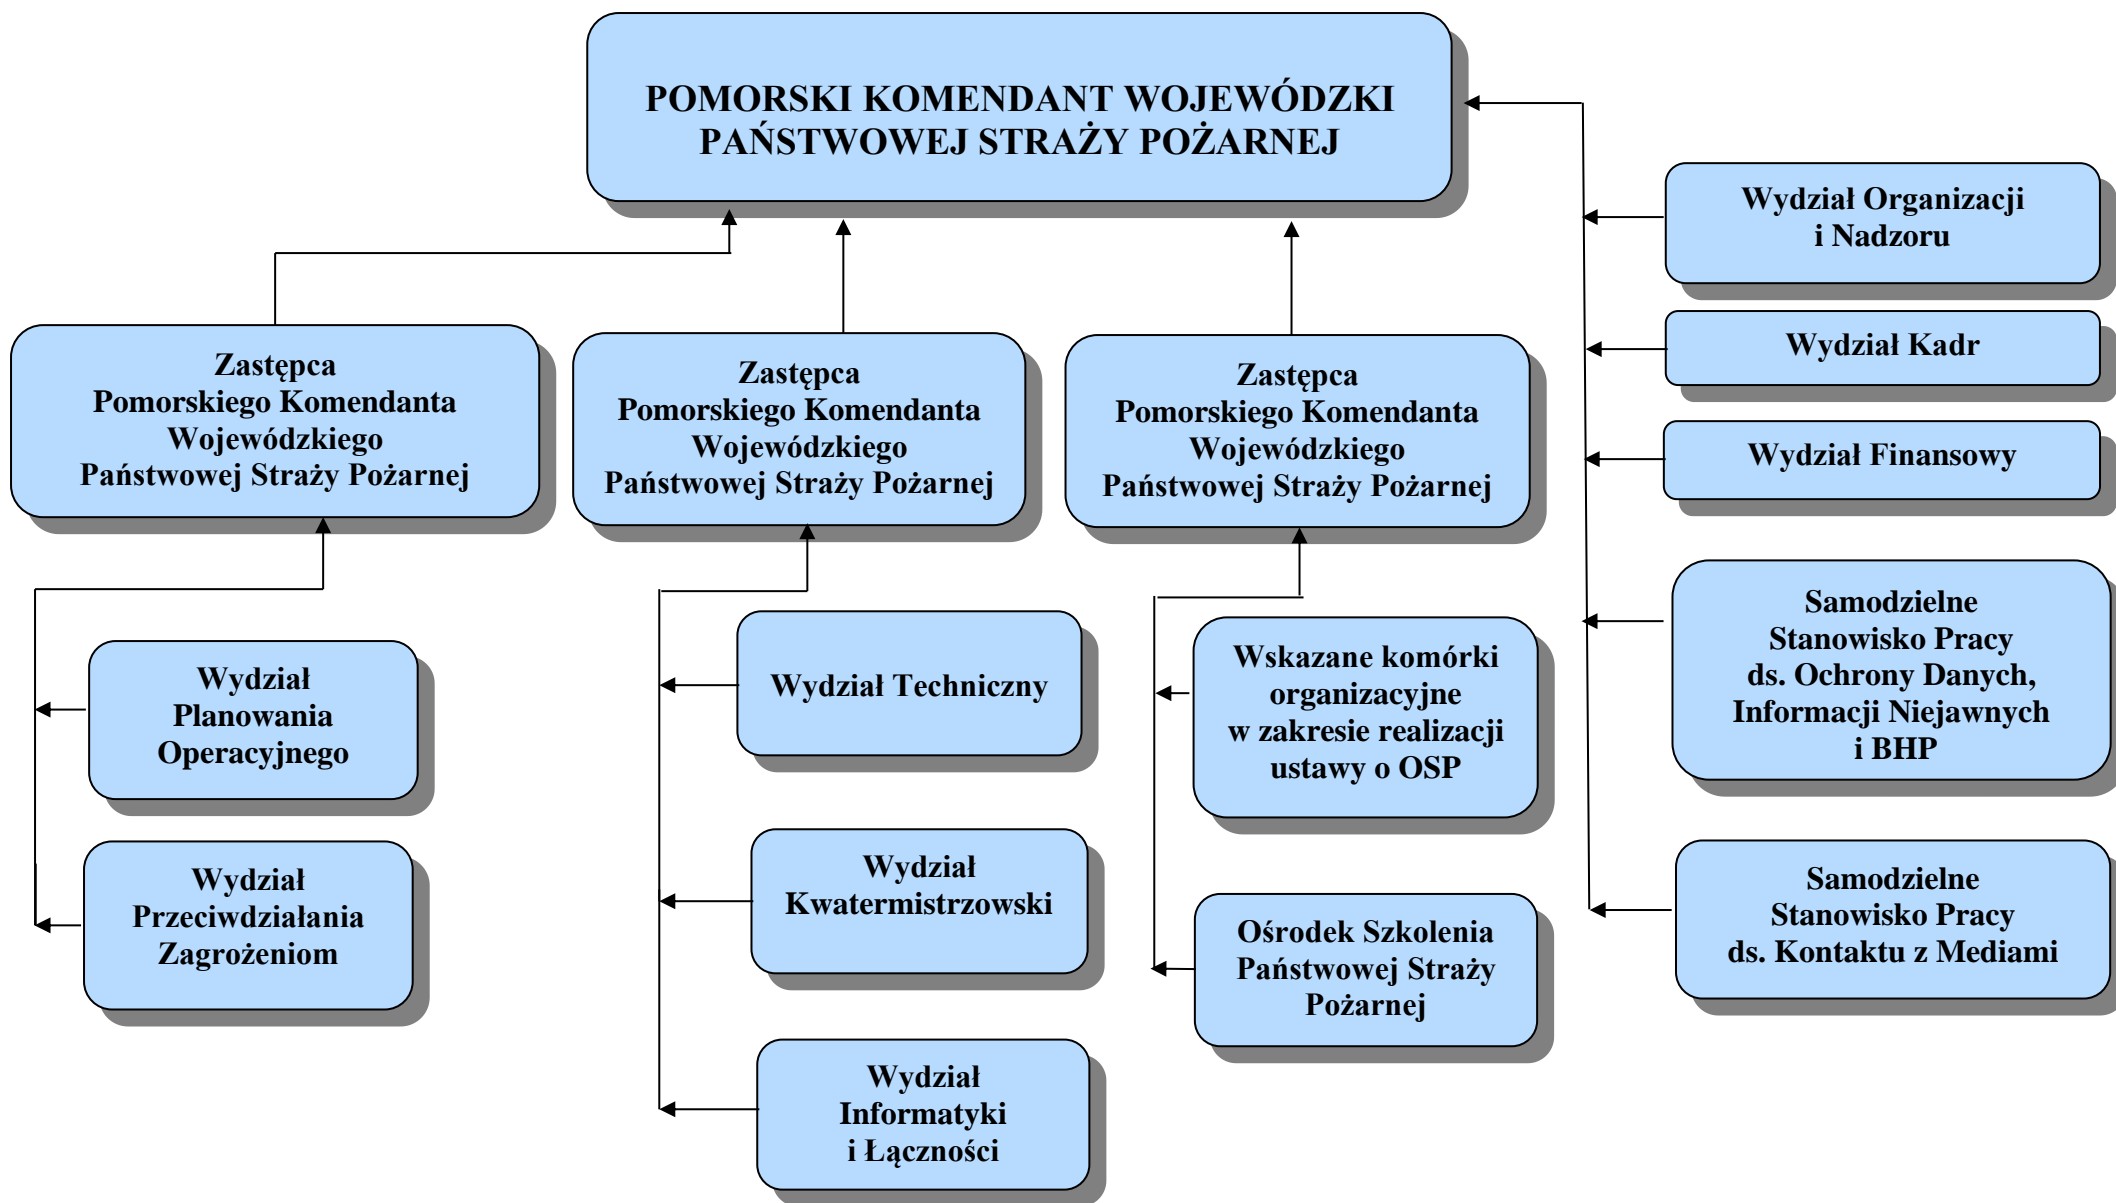 POMORSKI KOMENDANT WOJEWÓDZKI
PAŃSTWOWEJ STRAŻY POŻARNEJ
Zastępca
Pomorskiego Komendanta
Wojewódzkiego
Państwowej Straży Pożarnej
Wydział
Planowania
Operacyjnego
Wydział
Przeciwdziałania
Zagrożeniom
Zastępca
Pomorskiego Komendanta
Wojewódzkiego
Państwowej Straży Pożarnej
Wydział Techniczny
Wydział
Kwatermistrzowski
Wydział
Informatyki
i Łączności
Zastępca
Pomorskiego Komendanta
Wojewódzkiego
Państwowej Straży Pożarnej
Wskazane komórki
organizacyjne
w zakresie realizacji
ustawy o OSP
Ośrodek Szkolenia
Państwowej Straży
Pożarnej
Wydział Organizacji
i Nadzoru
Wydział Kadr
Wydział Finansowy
Samodzielne
Stanowisko Pracy
ds. Ochrony Danych,
Informacji Niejawnych
i BHP
Samodzielne
Stanowisko Pracy
ds. Kontaktu z Mediami